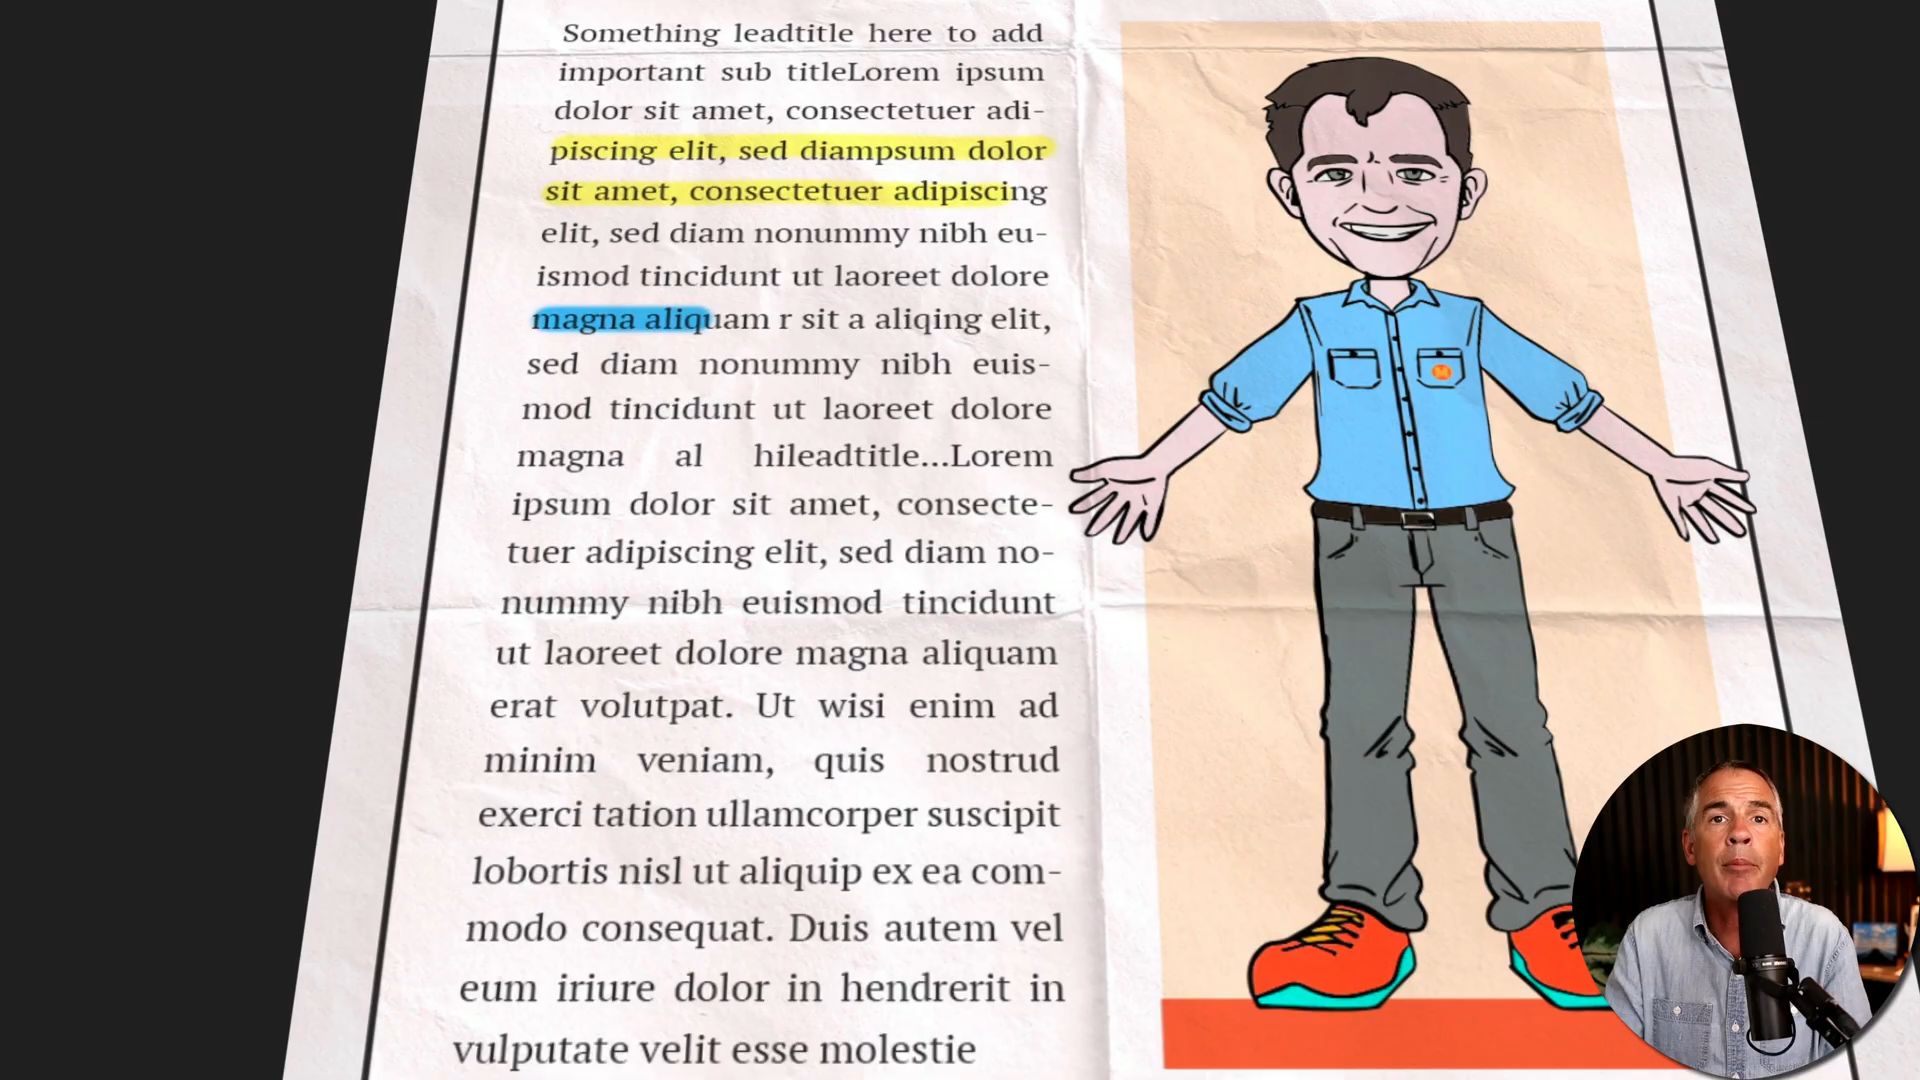 Something leadtitle here to add
important sub titleLorem ipsum
dolor sit amet, consectetuer adi-
piscing elit, sed diampsum dolor
sit amet, consectetuer adipiscing
elit, sed diam nonummy nibh eu-
ismod tincidunt ut laoreet dolore
magna aliquam r sit a aliqing elit,
sed diam nonummy nibh euis-
mod tincidunt ut laoreet dolore
magna al hileadtitle...Lorem
ipsum dolor sit amet, consecte-
tuer adipiscing elit, sed diam no-
nummy nibh euismod tincidunt
ut laoreet dolore magna aliquam
erat volutpat. Ut wisi enim ad
minim veniam, quis nostrud
exerci tation ullamcorper suscipit
lobortis nisl ut aliquip ex ea com-
modo consequat. Duis autem vel
eum iriure dolor in hendrerit in
vulputate velit esse molestie
M